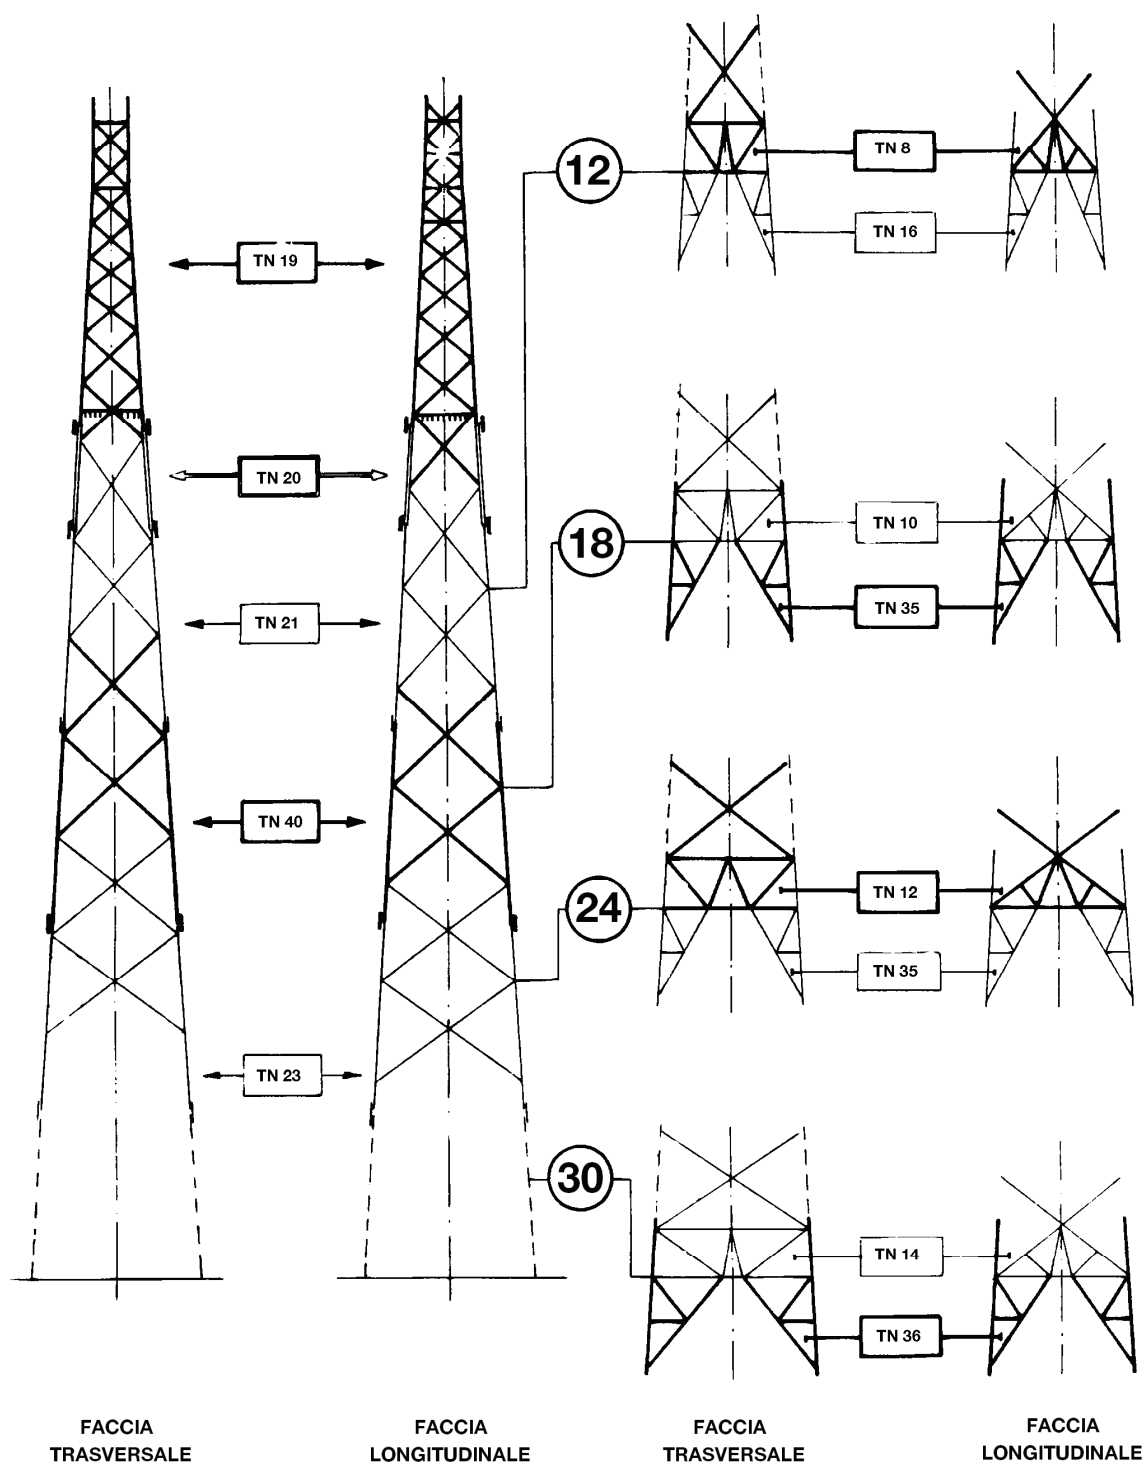 TN 19
TN 20
TN 21
TN 40
TN 23
12
TN 8
TN 16
18
TN 10
TN 35
24
TN 12
TN 35
30
TN 14
TN 36
FACCIA
TRASVERSALE
FACCIA
LONGITUDINALE
FACCIA
TRASVERSALE
FACCIA
LONGITUDINALE